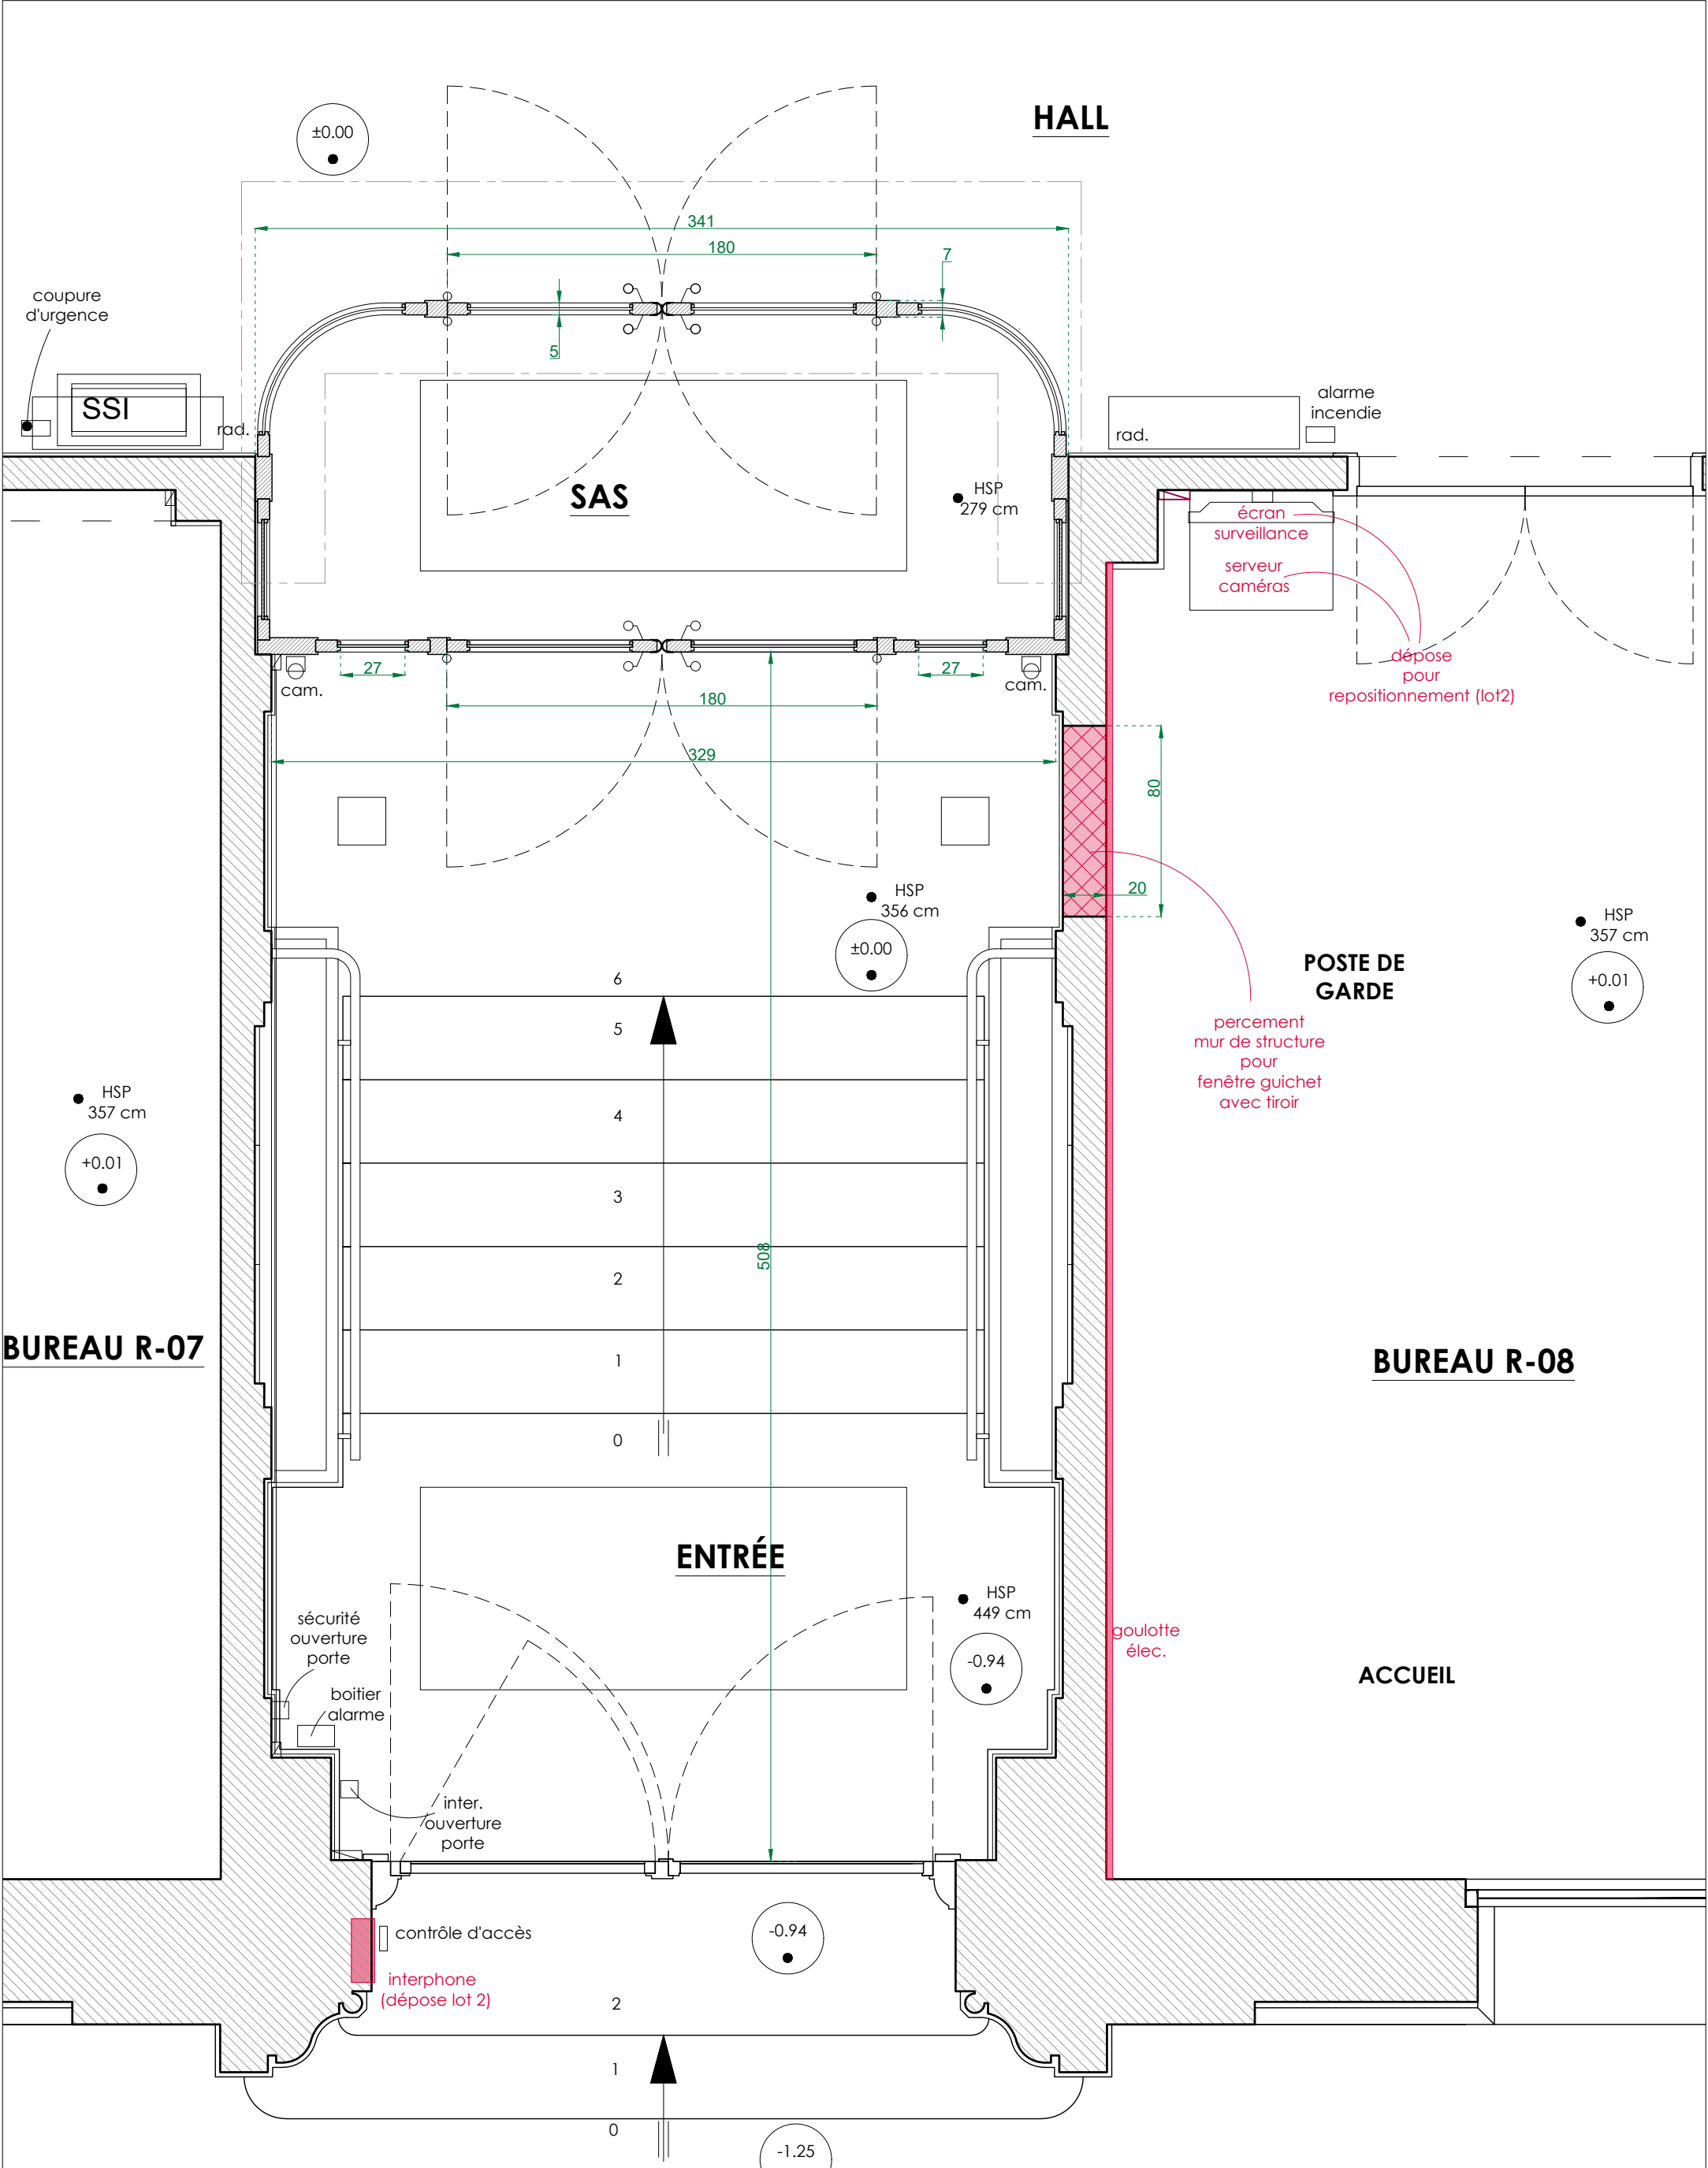 HALL
±0.00
341
180
7
coupure
d'urgence
5
SSI
rad.
alarme
incendie
rad.
SAS
HSP
279 cm
écran
surveillance
serveur
caméras
dépose
pour
repositionnement (lot2)
27
27
cam.
cam.
180
329
80
20
HSP
356 cm
±0.00
HSP
357 cm
+0.01
POSTE DE
GARDE
percement
mur de structure
pour
fenêtre guichet
avec tiroir
6
5
4
3
2
1
0
508
HSP
357 cm
+0.01
BUREAU R-07
BUREAU R-08
ENTRÉE
HSP
449 cm
-0.94
sécurité
ouverture
porte
boitier
alarme
goulotte
élec.
ACCUEIL
inter.
ouverture
porte
contrôle d'accès
-0.94
interphone
(dépose lot 2)
2
1
0
-1.25